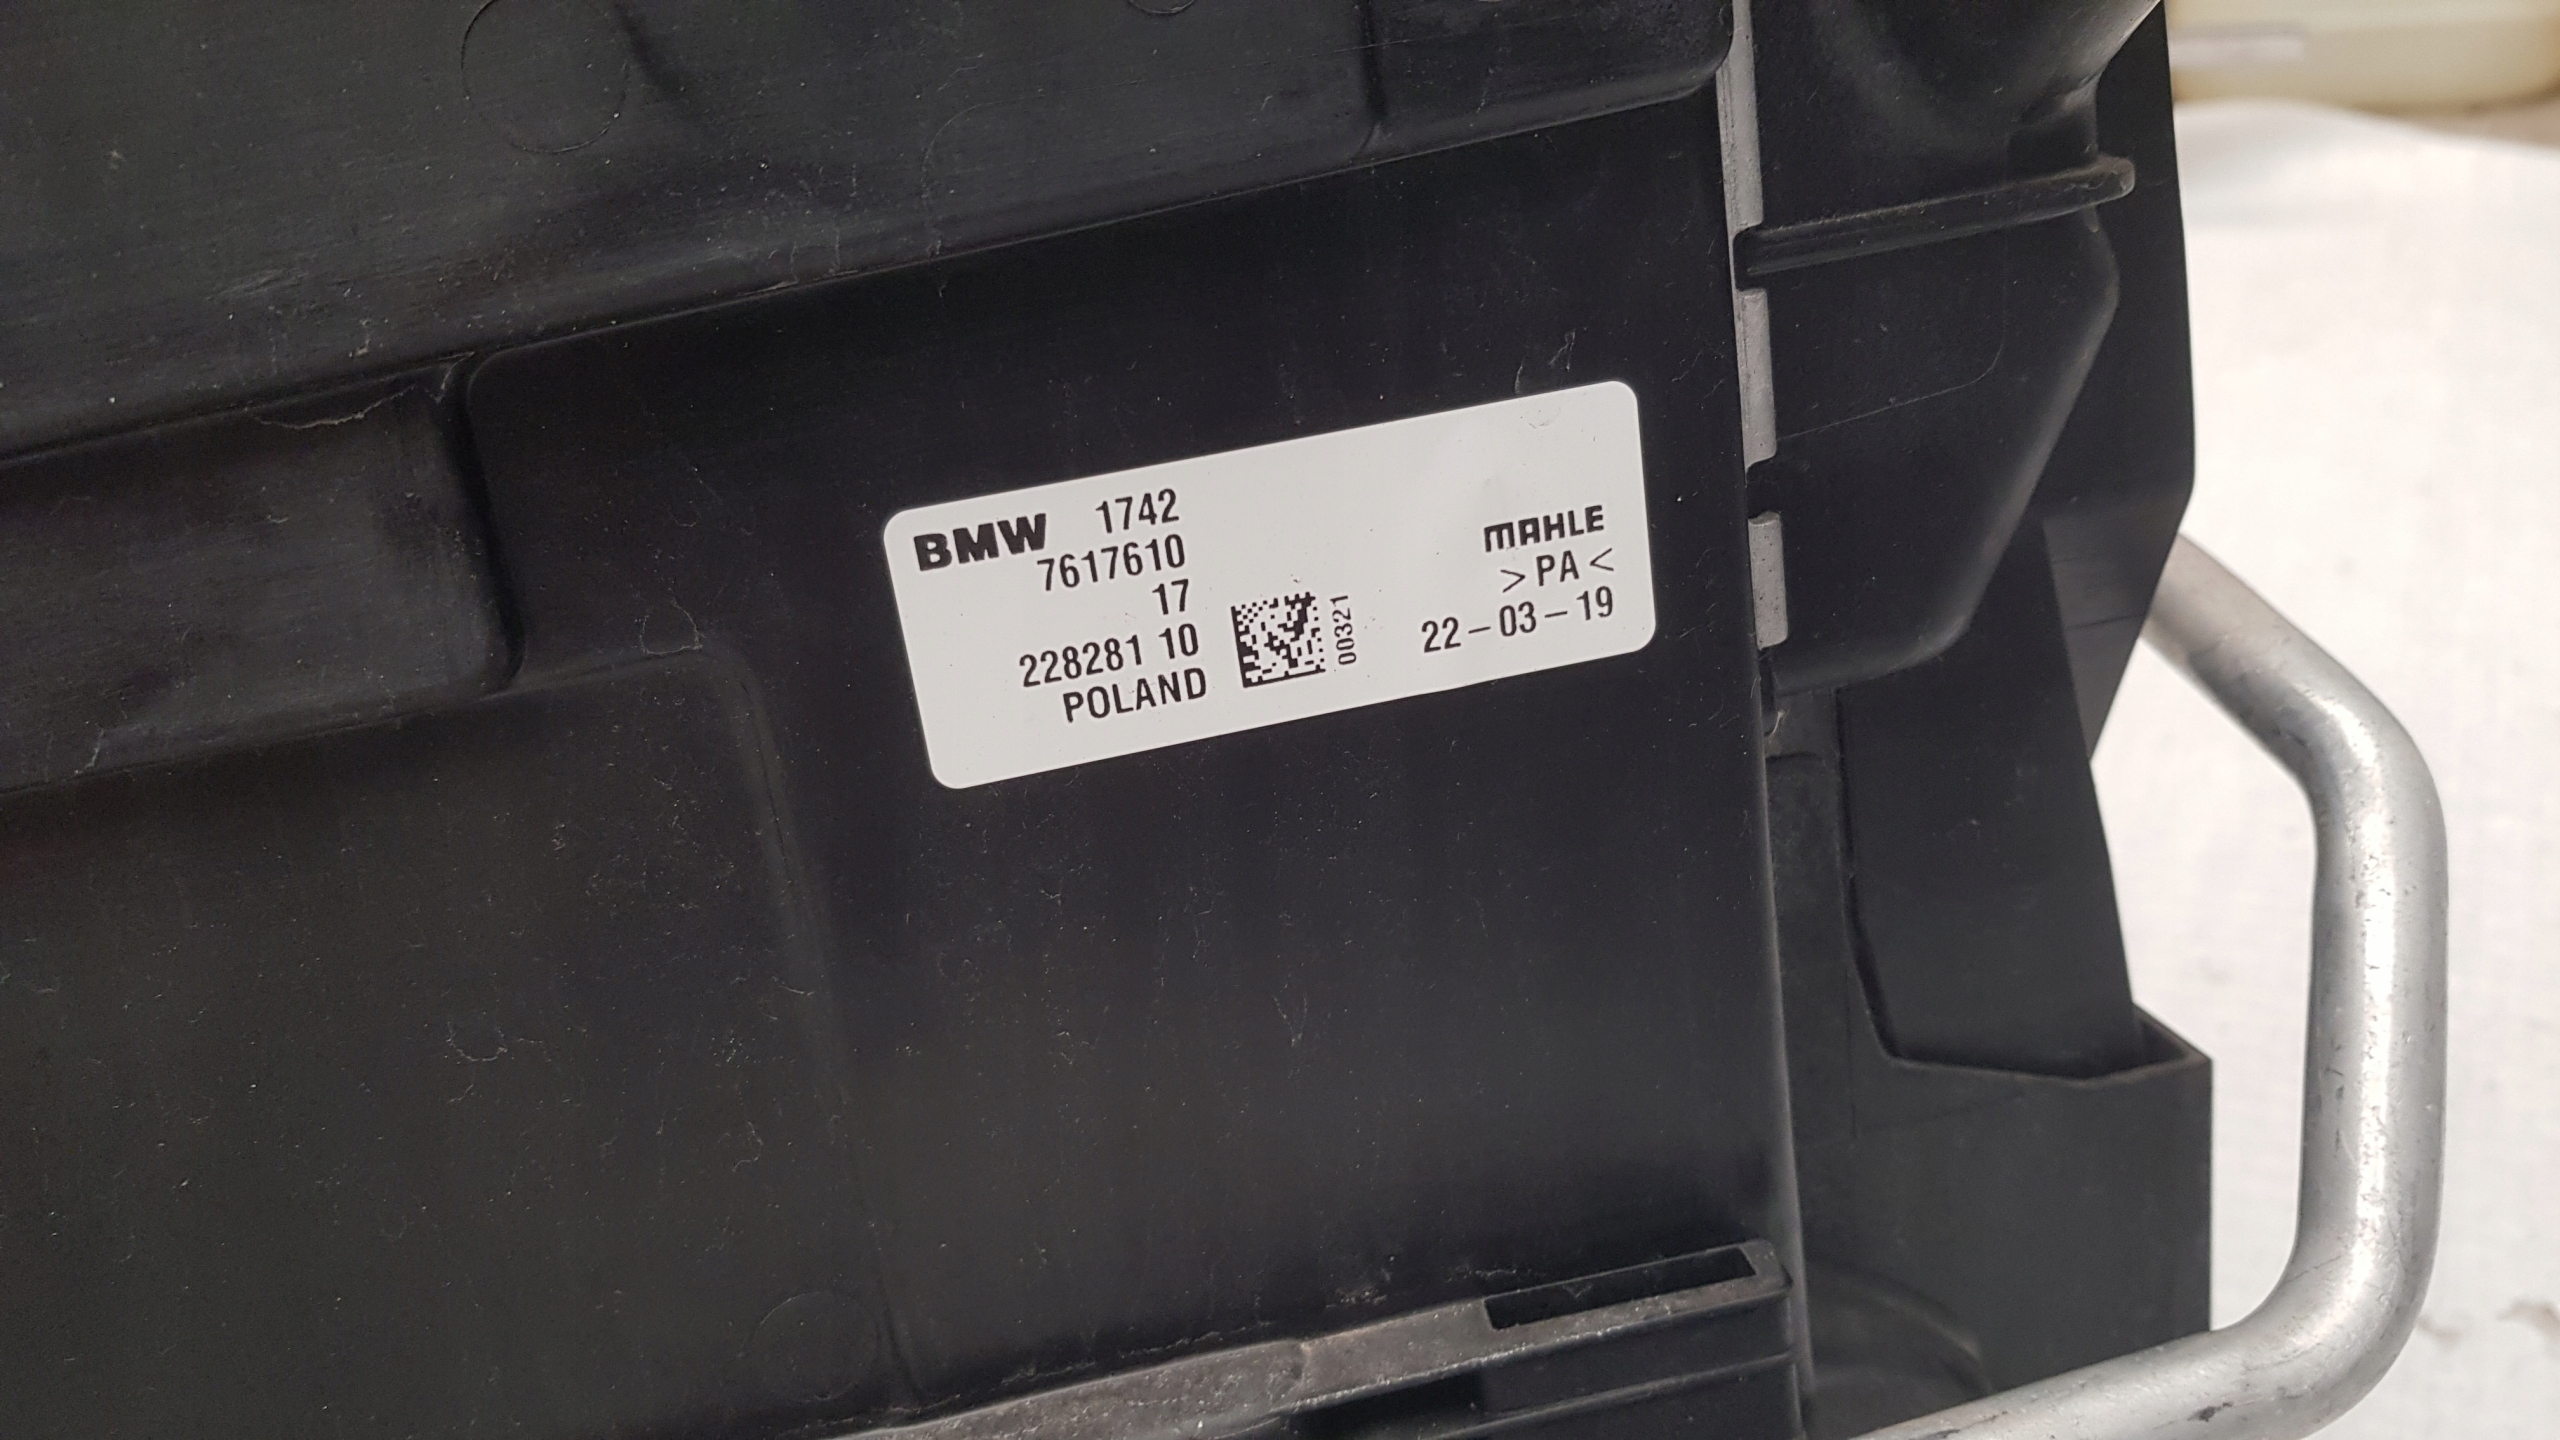 BMW 1742
7617610
17
228281 10
POLAND
00321
MAHLE
>PA<
22-03-19